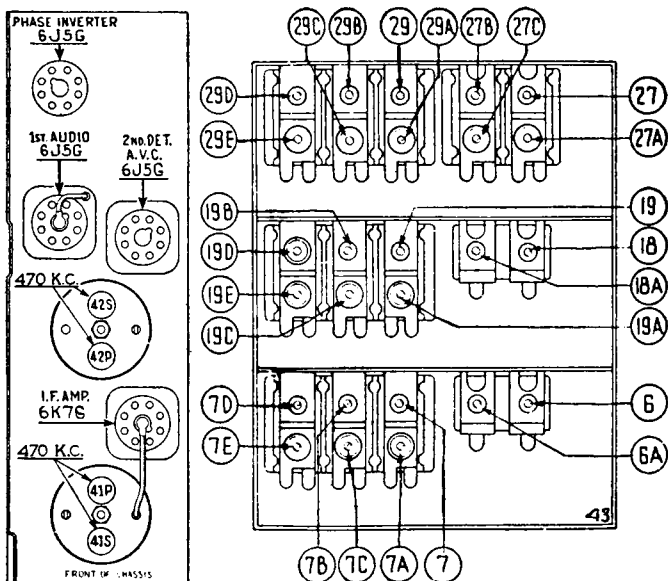 PHASE INVERTER
6J5G
1ST. AUDIO
6J5G
2ND. DET.
A.V.C.
6J5G
470 K.C.
42S
42P
I.F. AMP.
6K7G
470 K.C.
41P
41S
FRONT OF CHASSIS
29C 29B 29 29A 27B 27C
29D 27
29E 27A
19B 19
19D 18
19E 18A
19C 19A
7D 6
7E 6A
43
7B 7C 7A 7